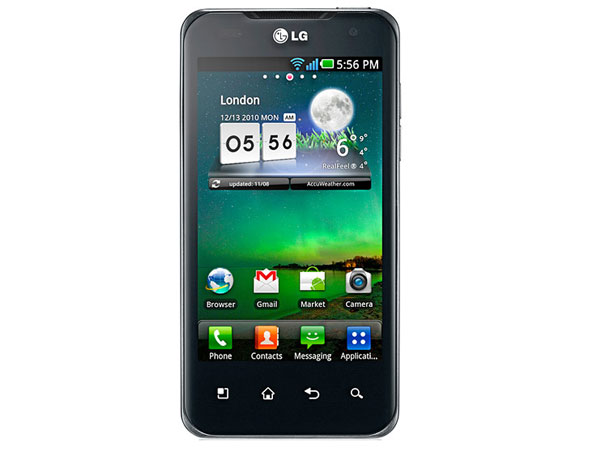 LG
5:56 PM
London
12/13 2010 MON AM
05 56
6° 9°
4°
RealFeel® 4°
updated: 11/08 AccuWeather.com
Browser Gmail Market Camera
Phone Contacts Messaging Applicati...